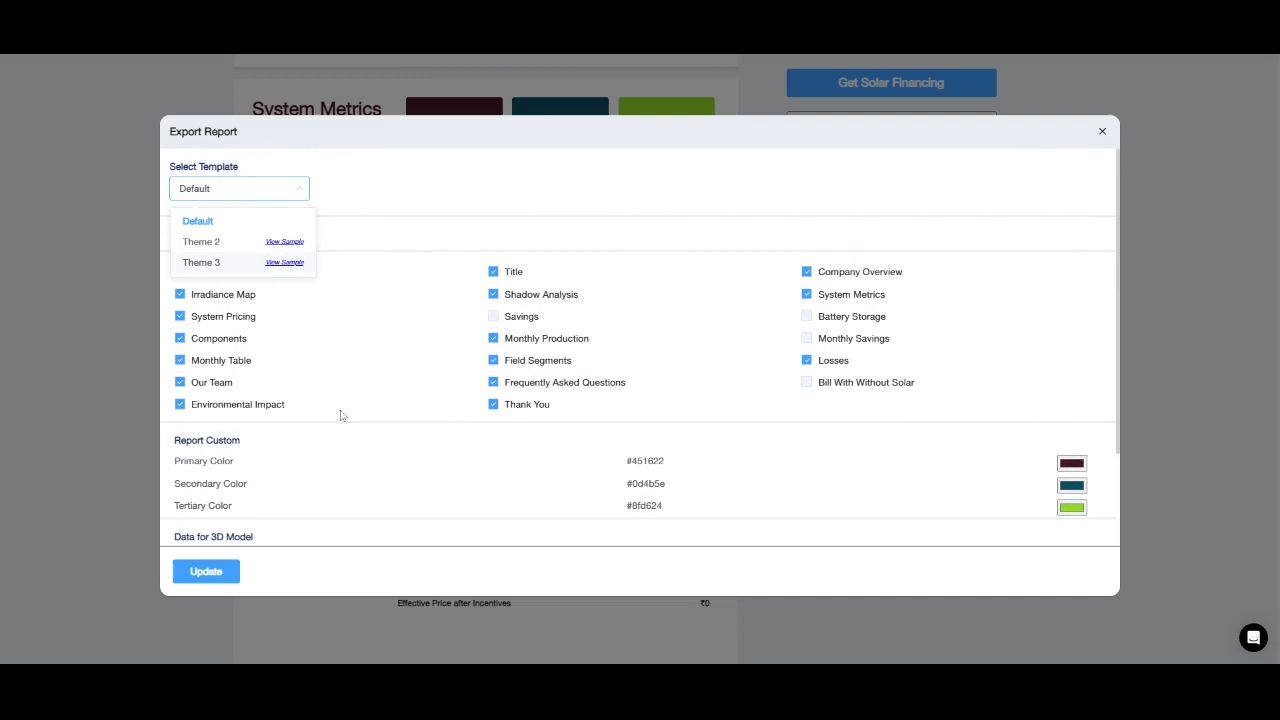 Get Solar Financing
System Metrics
Export Report
Select Template
Default
Default
Theme 2 View Sample
Theme 3 View Sample
Title Company Overview
Irradiance Map Shadow Analysis System Metrics
System Pricing Savings Battery Storage
Components Monthly Production Monthly Savings
Monthly Table Field Segments Losses
Our Team Frequently Asked Questions Bill With Without Solar
Environmental Impact Thank You
Report Custom
Primary Color #451622
Secondary Color #0d4b5e
Tertiary Color #8fd624
Data for 3D Model
Update
Effective Price after Incentives ₹0